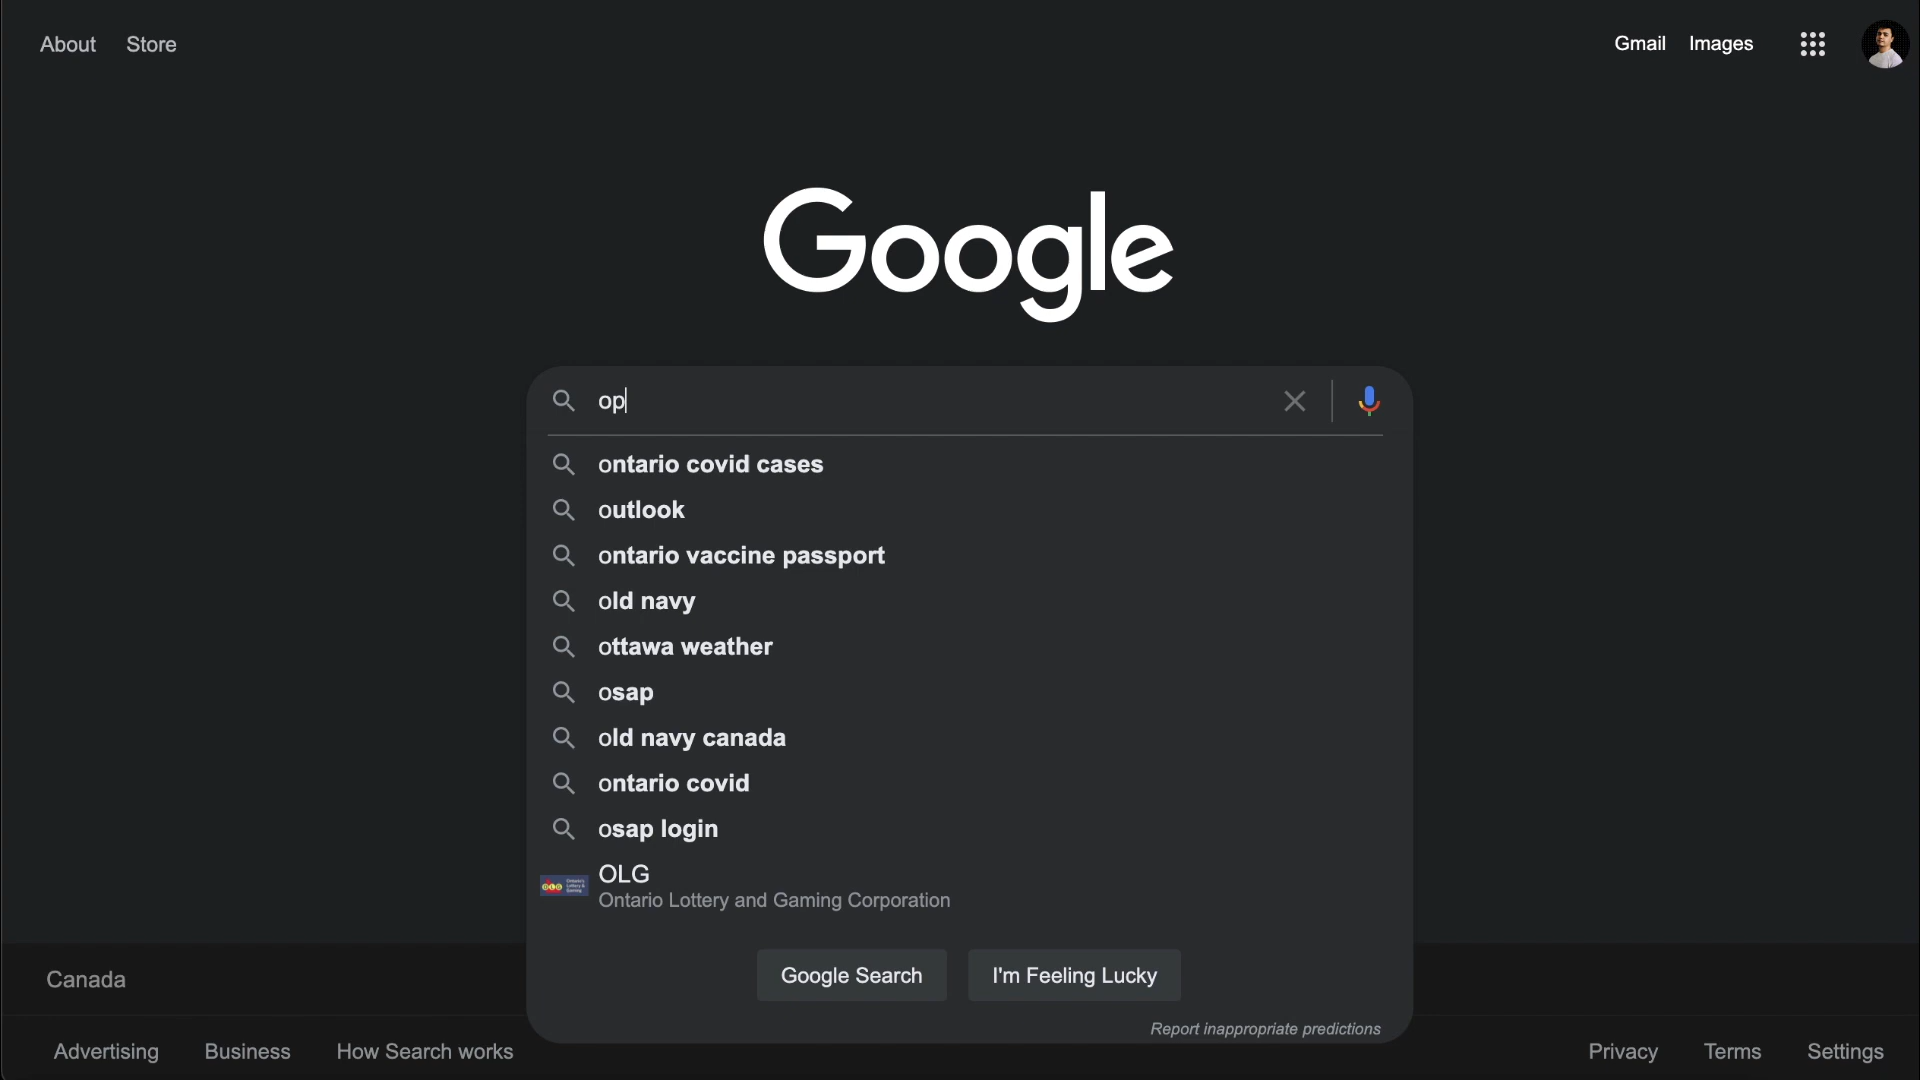 About Store
Gmail Images
Google
op
ontario covid cases
outlook
ontario vaccine passport
old navy
ottawa weather
osap
old navy canada
ontario covid
osap login
OLG
Ontario Lottery and Gaming Corporation
Google Search I'm Feeling Lucky
Report inappropriate predictions
Canada
Advertising Business How Search works
Privacy Terms Settings